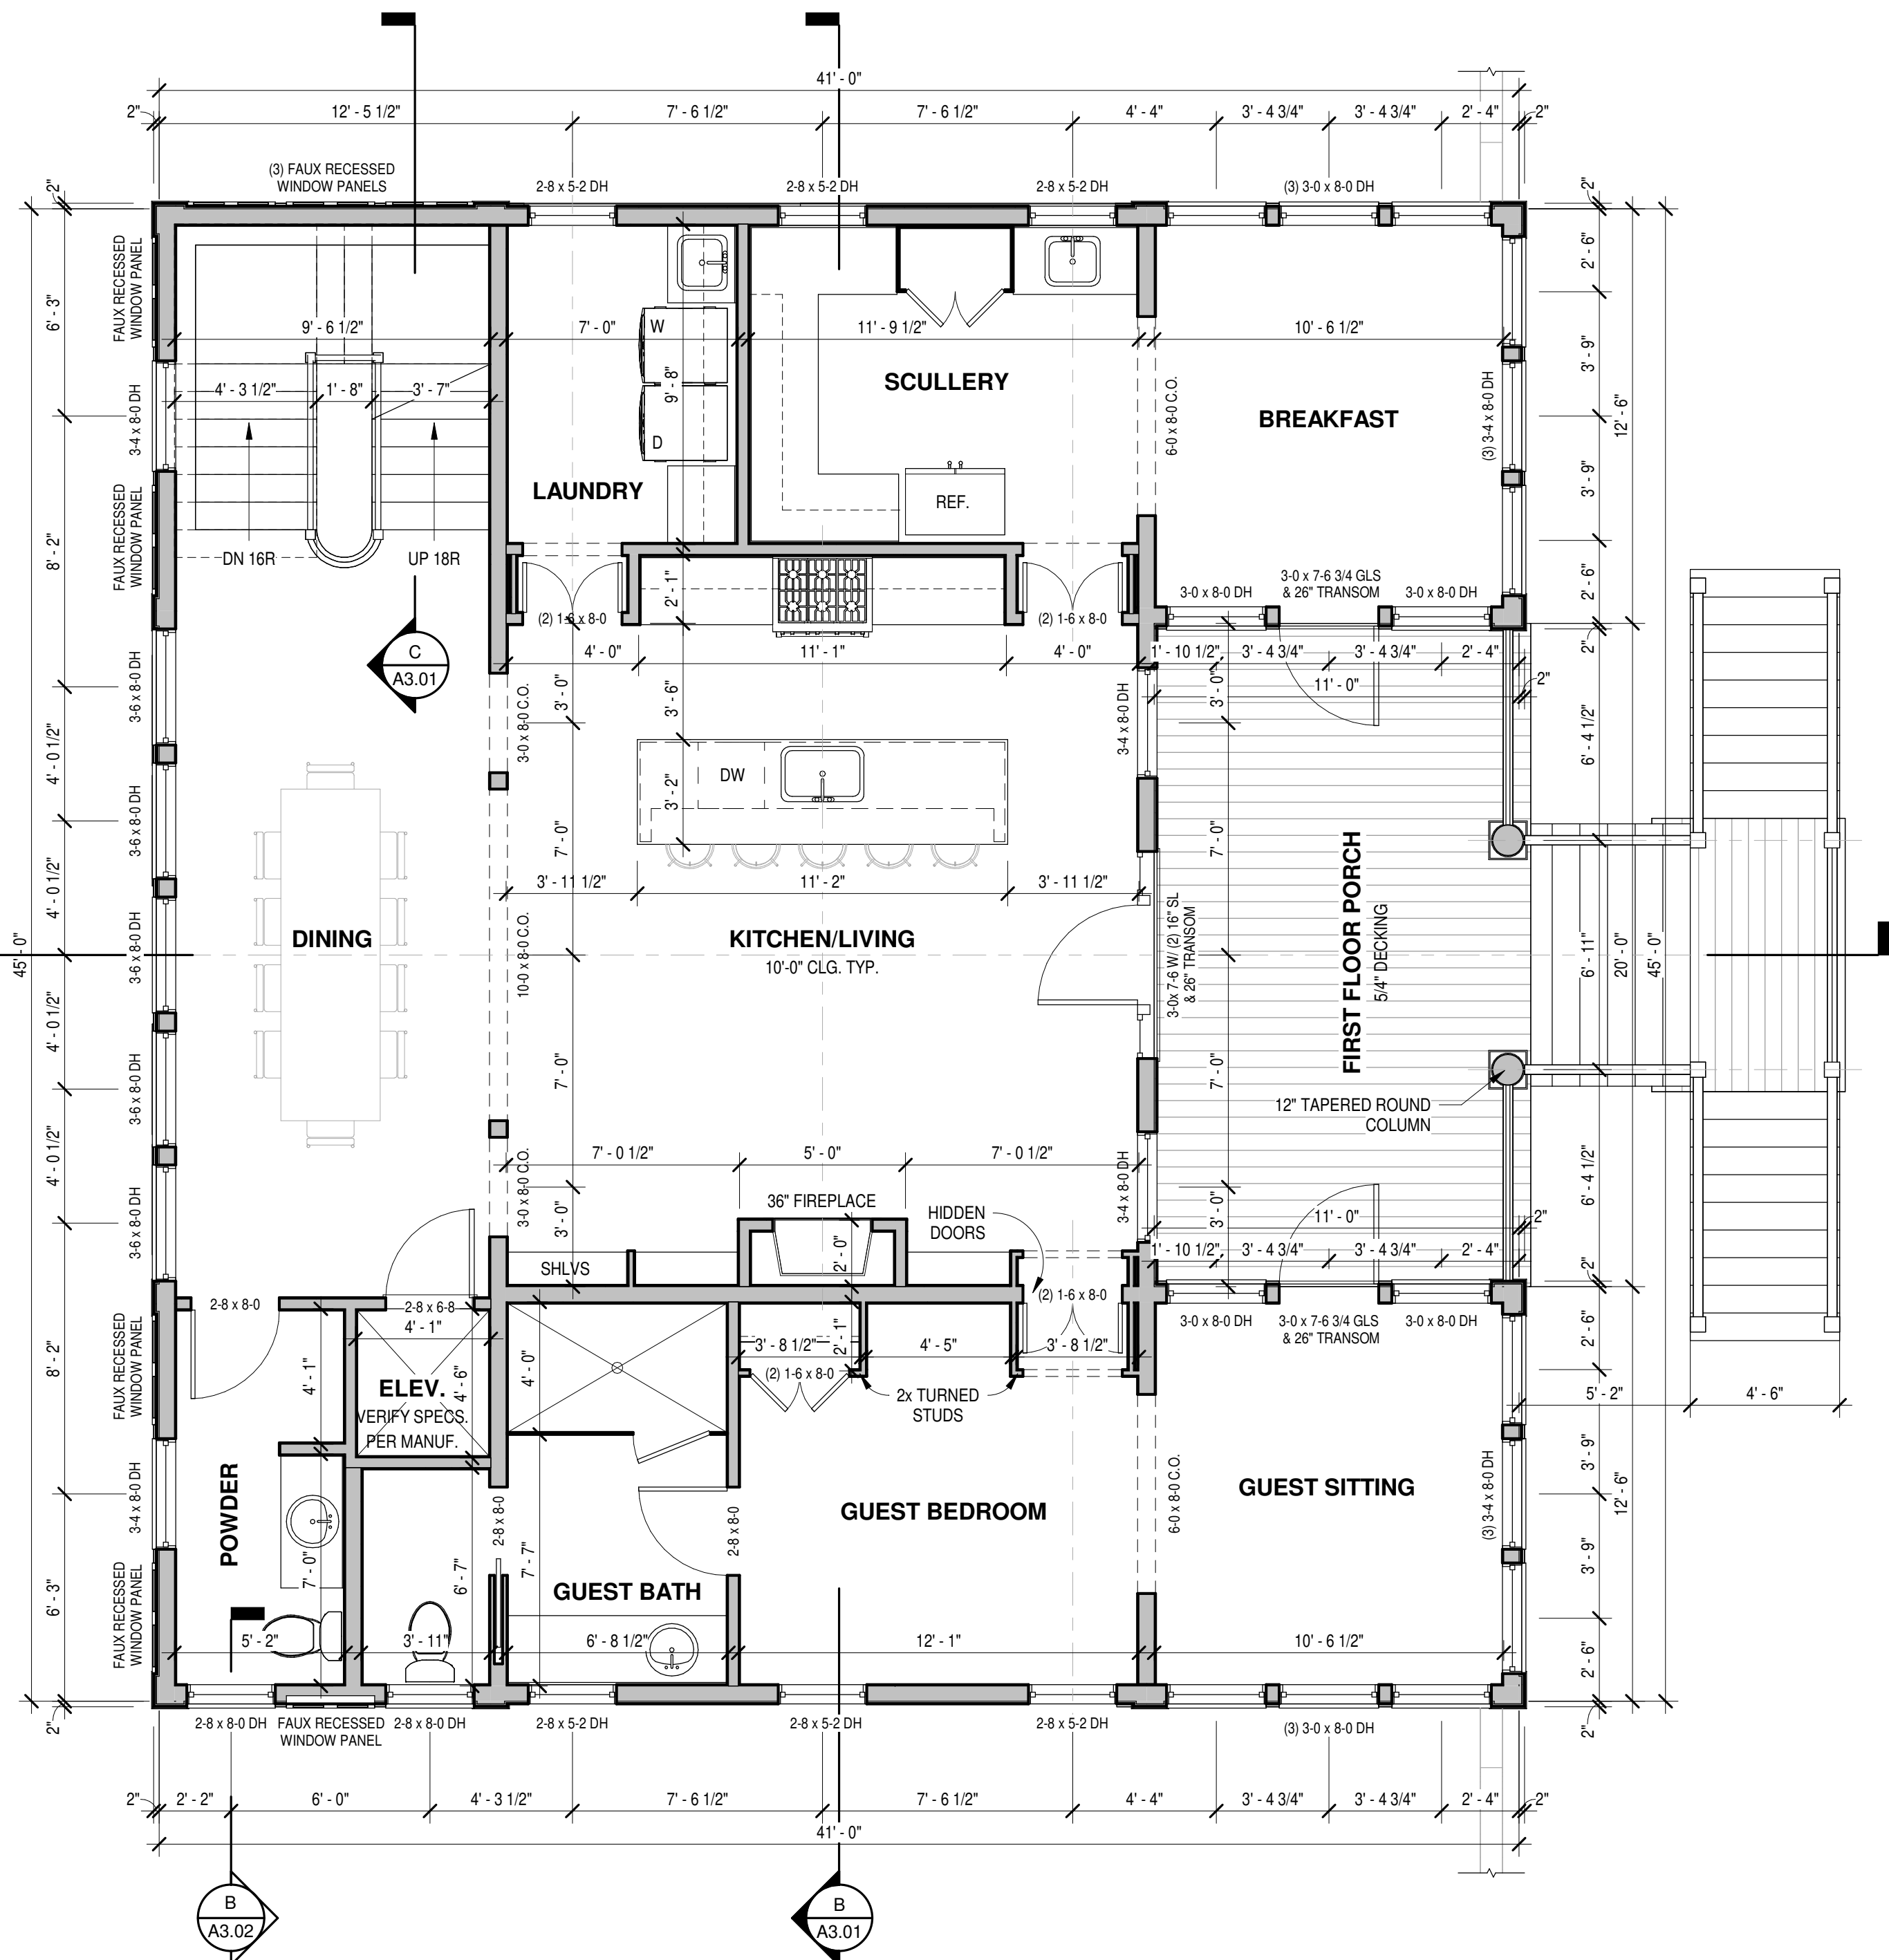 41' - 0"
2"
12' - 5 1/2"
7' - 6 1/2"
7' - 6 1/2"
4' - 4"
3' - 4 3/4"
3' - 4 3/4"
2' - 4"
2"
(3) FAUX RECESSED
WINDOW PANELS
2-8 x 5-2 DH
2-8 x 5-2 DH
2-8 x 5-2 DH
(3) 3-0 x 8-0 DH
2"
2"
FAUX RECESSED
WINDOW PANEL
6' - 3"
2' - 6"
9' - 6 1/2"
7' - 0"
11' - 9 1/2"
10' - 6 1/2"
W
4' - 3 1/2"
1' - 8"
3' - 7"
9' - 8"
SCULLERY
BREAKFAST
3-4 x 8-0 DH
6-0 x 8-0 C.O.
(3) 3-4 x 8-0 DH
3' - 9"
12' - 6"
D
LAUNDRY
REF.
FAUX RECESSED
WINDOW PANEL
3' - 9"
8' - 2"
DN 16R
UP 18R
2' - 1"
(2) 1-6 x 8-0
(2) 1-6 x 8-0
3-0 x 8-0 DH
3-0 x 7-6 3/4 GLS
& 26" TRANSOM
3-0 x 8-0 DH
2' - 6"
2"
C
A3.01
4' - 0"
11' - 1"
4' - 0"
1' - 10 1/2"
3' - 4 3/4"
3' - 4 3/4"
2' - 4"
11' - 0"
2"
3-6 x 8-0 DH
3-0 x 8-0 C.O.
3' - 0"
3' - 6"
3-4 x 8-0 DH
3' - 0"
6' - 4 1/2"
4' - 0 1/2"
DW
3' - 2"
3-6 x 8-0 DH
7' - 0"
7' - 0"
4' - 0 1/2"
3' - 11 1/2"
11' - 2"
3' - 11 1/2"
DINING
KITCHEN/LIVING
10'-0" CLG. TYP.
45' - 0"
3-6 x 8-0 DH
10-0 x 8-0 C.O.
3-0x 7-6 W/ (2) 16" SL
& 26" TRANSOM
FIRST FLOOR PORCH
5/4" DECKING
6' - 11"
20' - 0"
45' - 0"
4' - 0 1/2"
3-6 x 8-0 DH
7' - 0"
7' - 0"
12" TAPERED ROUND
COLUMN
4' - 0 1/2"
7' - 0 1/2"
5' - 0"
7' - 0 1/2"
3-6 x 8-0 DH
3-0 x 8-0 C.O.
3' - 0"
36" FIREPLACE
HIDDEN
DOORS
3-4 x 8-0 DH
3' - 0"
6' - 4 1/2"
11' - 0"
2"
SHLVS
2' - 0"
1' - 10 1/2"
3' - 4 3/4"
3' - 4 3/4"
2' - 4"
2"
2-8 x 8-0
2-8 x 6-8
(2) 1-6 x 8-0
3-0 x 8-0 DH
3-0 x 7-6 3/4 GLS
& 26" TRANSOM
3-0 x 8-0 DH
2' - 6"
FAUX RECESSED
WINDOW PANEL
8' - 2"
4' - 1"
4' - 1"
4' - 6"
ELEV.
VERIFY SPECS.
PER MANUF.
4' - 0"
3' - 8 1/2"
2' - 1"
4' - 5"
3' - 8 1/2"
(2) 1-6 x 8-0
2x TURNED
STUDS
5' - 2"
4' - 6"
3-4 x 8-0 DH
POWDER
2-8 x 8-0
2-8 x 8-0
GUEST BEDROOM
6-0 x 8-0 C.O.
GUEST SITTING
(3) 3-4 x 8-0 DH
3' - 9"
12' - 6"
7' - 0"
6' - 7"
7' - 7"
GUEST BATH
3' - 9"
FAUX RECESSED
WINDOW PANEL
6' - 3"
5' - 2"
3' - 11"
6' - 8 1/2"
12' - 1"
10' - 6 1/2"
2' - 6"
2"
2"
2-8 x 8-0 DH
FAUX RECESSED
WINDOW PANEL
2-8 x 8-0 DH
2-8 x 5-2 DH
2-8 x 5-2 DH
2-8 x 5-2 DH
(3) 3-0 x 8-0 DH
2"
2' - 2"
6' - 0"
4' - 3 1/2"
7' - 6 1/2"
7' - 6 1/2"
4' - 4"
3' - 4 3/4"
3' - 4 3/4"
2' - 4"
2"
41' - 0"
B
A3.02
B
A3.01